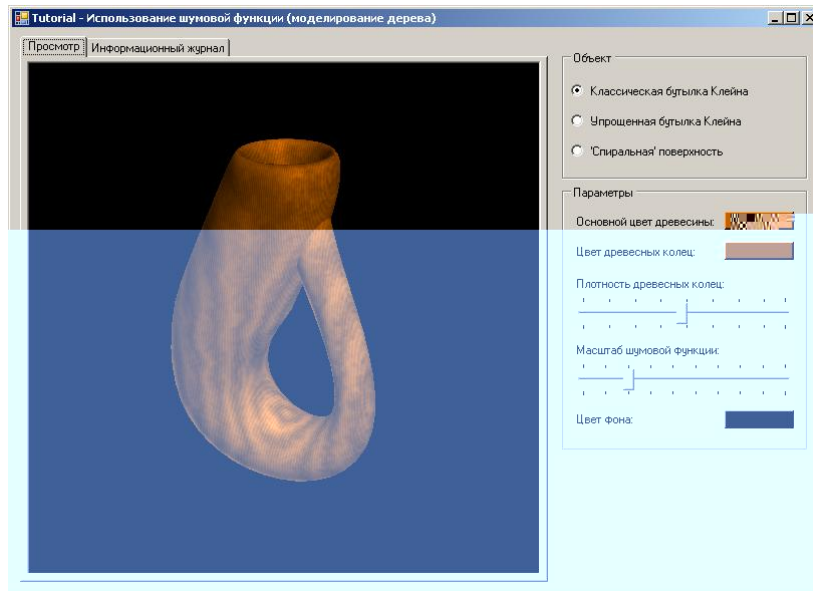 Tutorial - Использование шумовой функции (моделирование дерева)
Просмотр Информационный журнал
Объект
Классическая бутылка Клейна
Упрощенная бутылка Клейна
'Спиральная' поверхность
Параметры
Основной цвет древесины:
Цвет древесных колец:
Плотность древесных колец:
Масштаб шумовой функции:
Цвет фона: